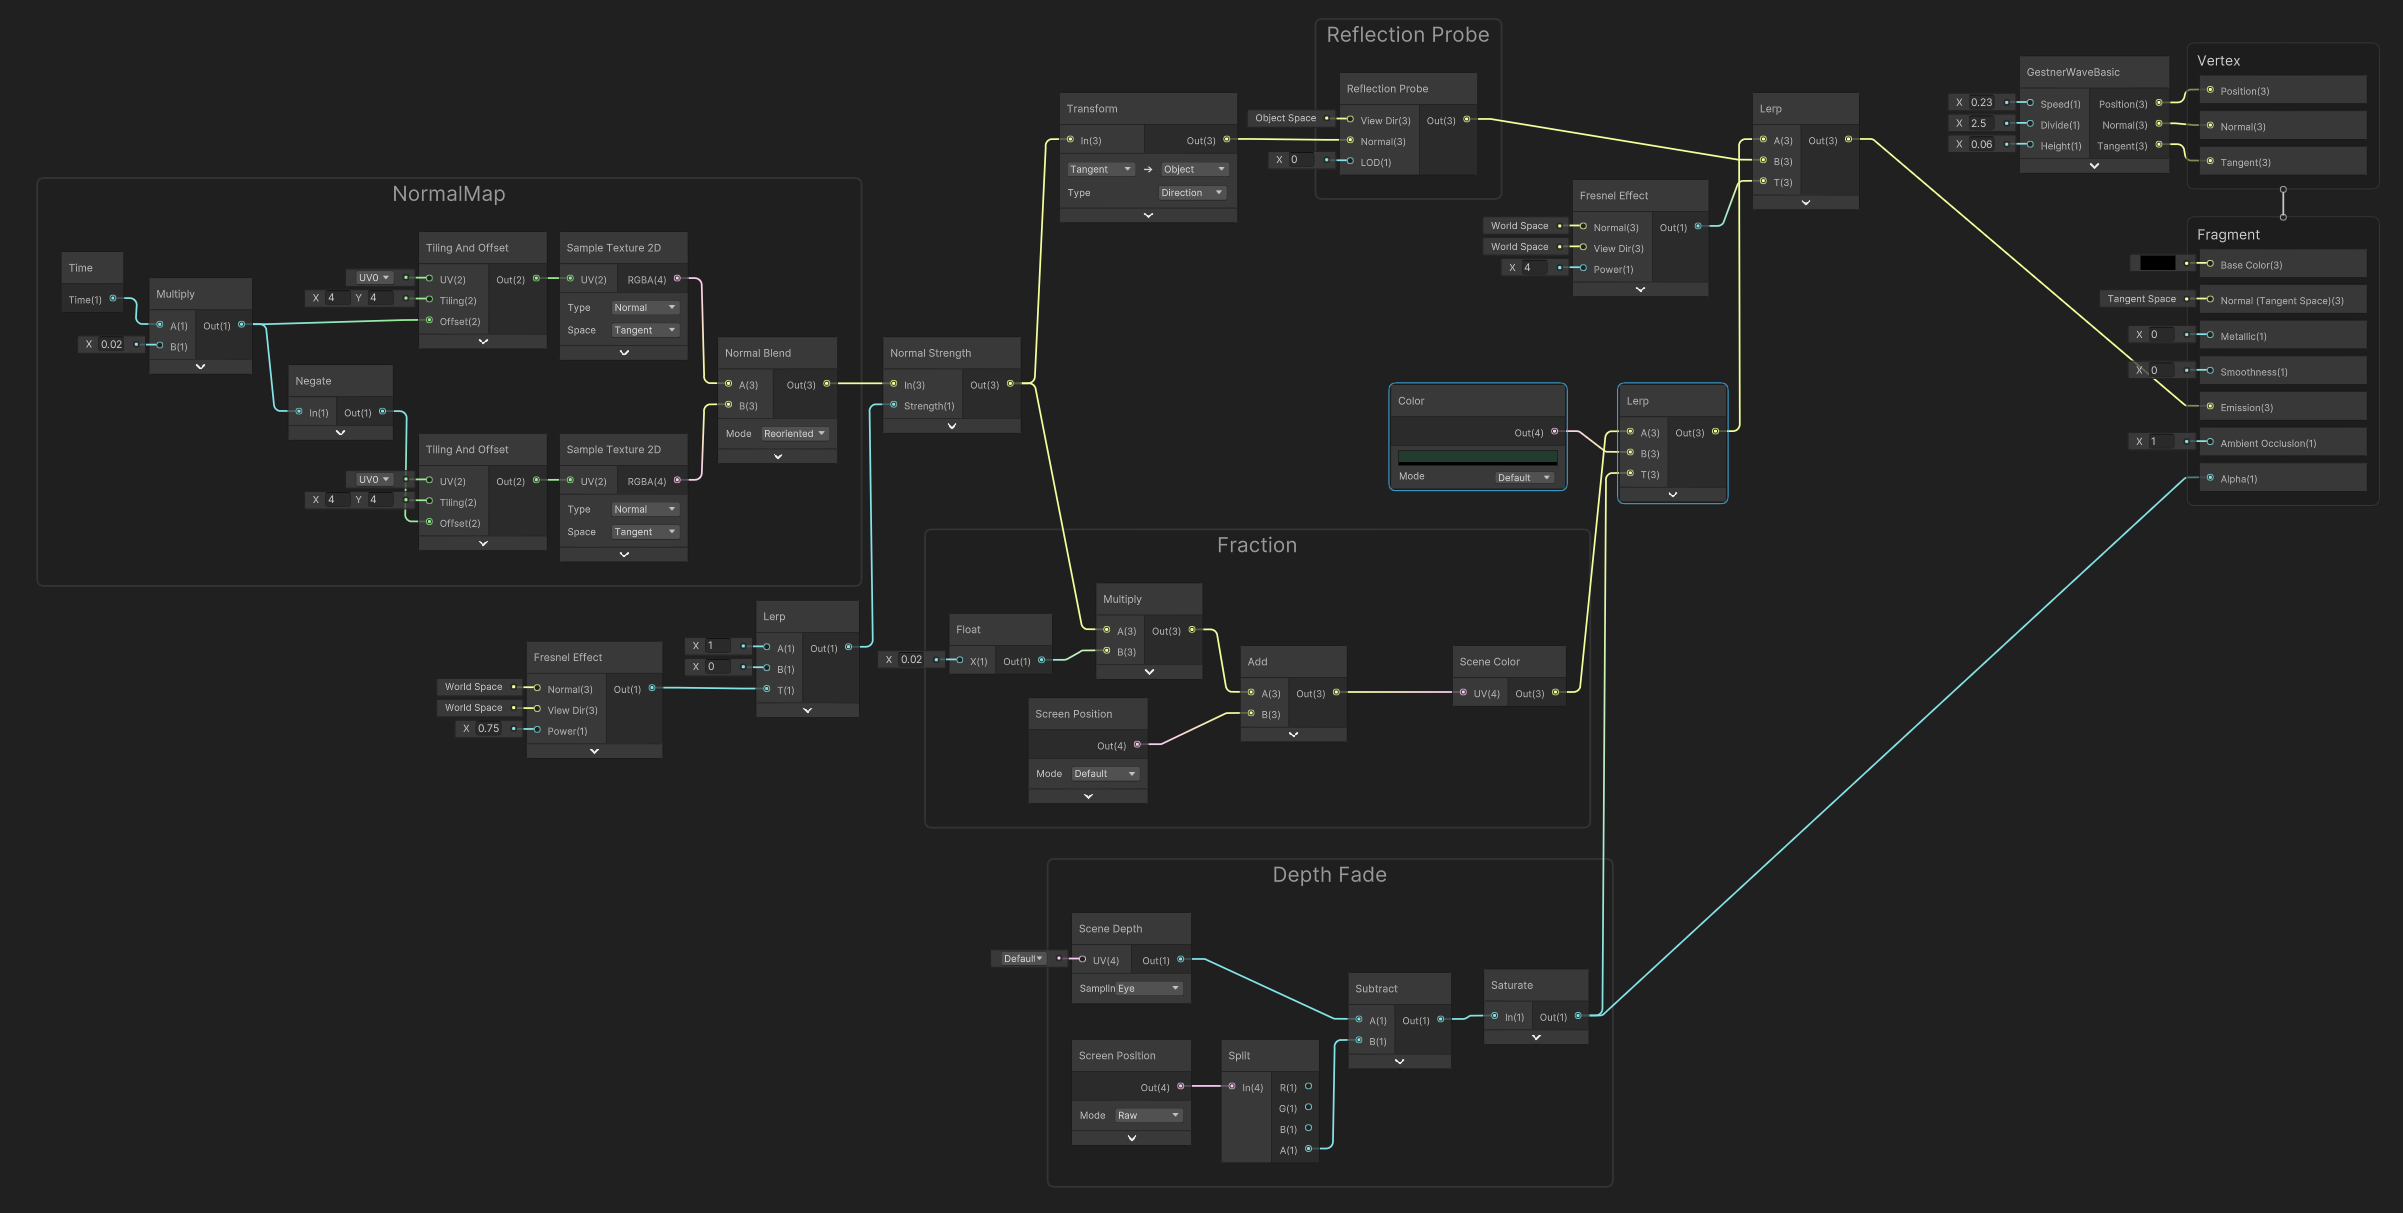 NormalMap
Time
Time(1)
Multiply
A(1) Out(1)
X 0.02 B(1)
Negate
In(1) Out(1)
Tiling And Offset
UV0 UV(2) Out(2)
X 4 Y 4 Tiling(2)
Offset(2)
Sample Texture 2D
UV(2) RGBA(4)
Type Normal
Space Tangent
Tiling And Offset
UV0 UV(2) Out(2)
X 4 Y 4 Tiling(2)
Offset(2)
Sample Texture 2D
UV(2) RGBA(4)
Type Normal
Space Tangent
Normal Blend
A(3) Out(3)
B(3)
Mode Reoriented
Normal Strength
In(3) Out(3)
Strength(1)
Fresnel Effect
World Space Normal(3) Out(1)
World Space View Dir(3)
X 0.75 Power(1)
Lerp
X 1 A(1) Out(1)
X 0 B(1)
T(1)
Transform
In(3) Out(3)
Tangent → Object
Type Direction
Reflection Probe
Reflection Probe
Object Space View Dir(3) Out(3)
Normal(3)
X 0 LOD(1)
Fresnel Effect
World Space Normal(3) Out(1)
World Space View Dir(3)
X 4 Power(1)
Lerp
A(3) Out(3)
B(3)
T(3)
Color
Out(4)
Mode Default
Lerp
A(3) Out(3)
B(3)
T(3)
Fraction
Float
X 0.02 X(1) Out(1)
Multiply
A(3) Out(3)
B(3)
Screen Position
Out(4)
Mode Default
Add
A(3) Out(3)
B(3)
Scene Color
UV(4) Out(3)
Depth Fade
Scene Depth
Default UV(4) Out(1)
Samplin Eye
Screen Position
Out(4)
Mode Raw
Split
In(4) R(1)
G(1)
B(1)
A(1)
Subtract
A(1) Out(1)
B(1)
Saturate
In(1) Out(1)
GestnerWaveBasic
X 0.23 Speed(1) Position(3)
X 2.5 Divide(1) Normal(3)
X 0.06 Height(1) Tangent(3)
Vertex
Position(3)
Normal(3)
Tangent(3)
Fragment
Base Color(3)
Tangent Space Normal (Tangent Space)(3)
X 0 Metallic(1)
X 0 Smoothness(1)
Emission(3)
X 1 Ambient Occlusion(1)
Alpha(1)